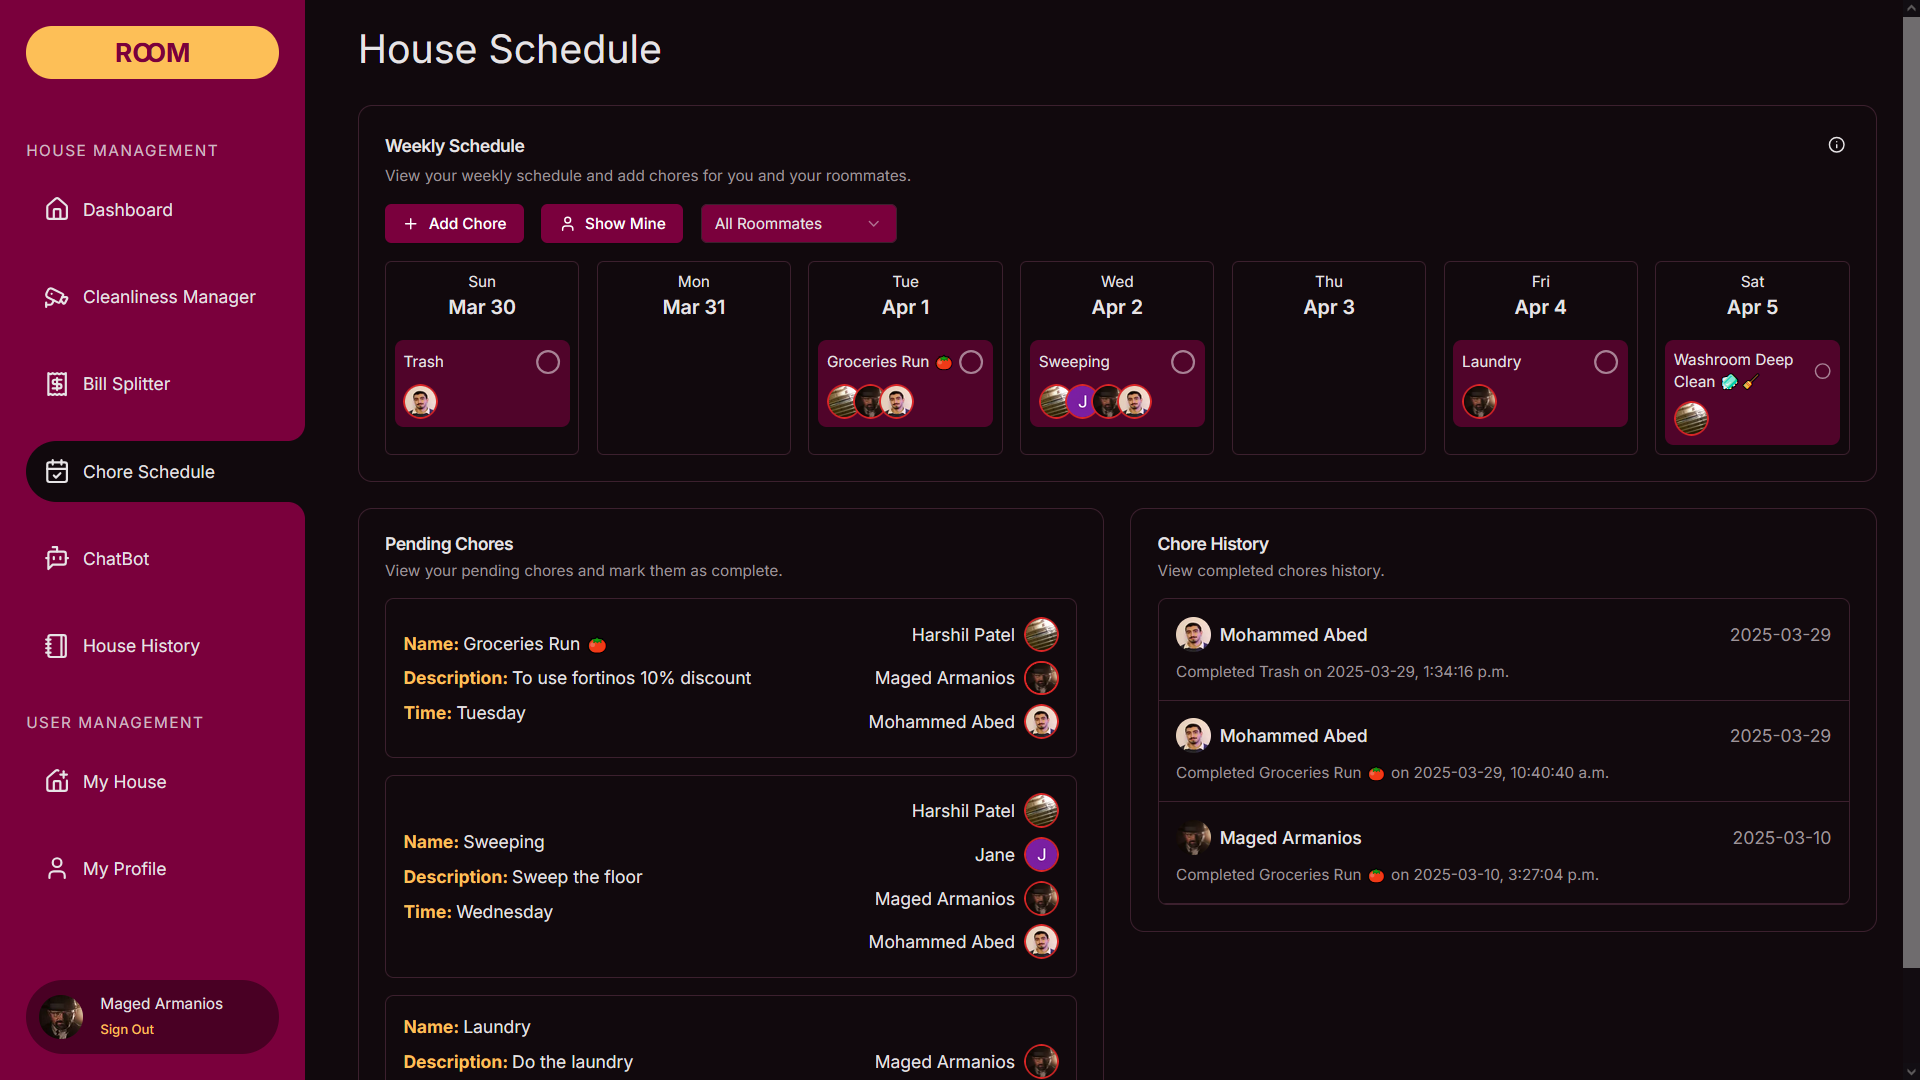 ROOM
HOUSE MANAGEMENT
Dashboard
Cleanliness Manager
Bill Splitter
Chore Schedule
ChatBot
House History
USER MANAGEMENT
My House
My Profile
Maged Armanios
Sign Out
House Schedule
Weekly Schedule
View your weekly schedule and add chores for you and your roommates.
Add Chore
Show Mine
All Roommates
Sun
Mar 30
Trash
Mon
Mar 31
Tue
Apr 1
Groceries Run 🍅
Wed
Apr 2
Sweeping
J
Thu
Apr 3
Fri
Apr 4
Laundry
Sat
Apr 5
Washroom Deep
Clean 🧼 🧹
Pending Chores
View your pending chores and mark them as complete.
Name: Groceries Run 🍅
Description: To use fortinos 10% discount
Time: Tuesday
Harshil Patel
Maged Armanios
Mohammed Abed
Name: Sweeping
Description: Sweep the floor
Time: Wednesday
Harshil Patel
Jane J
Maged Armanios
Mohammed Abed
Name: Laundry
Description: Do the laundry
Maged Armanios
Chore History
View completed chores history.
Mohammed Abed 2025-03-29
Completed Trash on 2025-03-29, 1:34:16 p.m.
Mohammed Abed 2025-03-29
Completed Groceries Run 🍅 on 2025-03-29, 10:40:40 a.m.
Maged Armanios 2025-03-10
Completed Groceries Run 🍅 on 2025-03-10, 3:27:04 p.m.